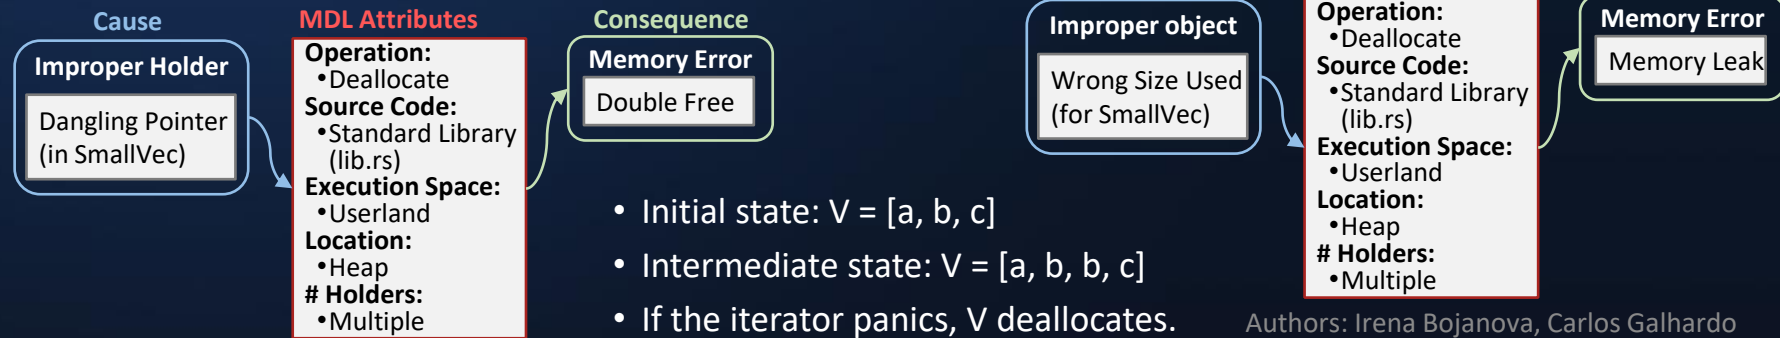 Cause
Improper Holder
Dangling Pointer
(in SmallVec)
MDL Attributes
Operation:
•Deallocate
Source Code:
•Standard Library
(lib.rs)
Execution Space:
•Userland
Location:
•Heap
# Holders:
•Multiple
Consequence
Memory Error
Double Free
• Initial state: V = [a, b, c]
• Intermediate state: V = [a, b, b, c]
• If the iterator panics, V deallocates.
Improper object
Wrong Size Used
(for SmallVec)
Operation:
•Deallocate
Source Code:
•Standard Library
(lib.rs)
Execution Space:
•Userland
Location:
•Heap
# Holders:
•Multiple
Memory Error
Memory Leak
Authors: Irena Bojanova, Carlos Galhardo